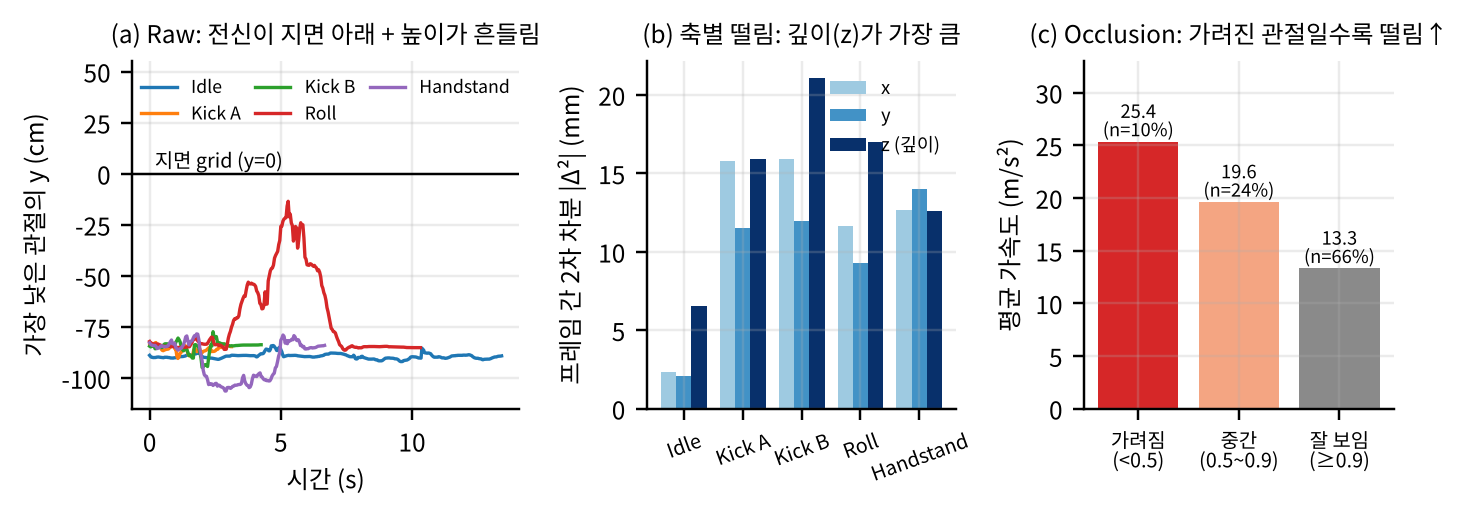 (a) Raw: 전신이 지면 아래 + 높이가 흔들림
가장 낮은 관절의 y (cm)
50
25
0
-25
-50
-75
-100
Idle
Kick A
Kick B
Roll
Handstand
지면 grid (y=0)
0
5
10
시간 (s)
(b) 축별 떨림: 깊이(z)가 가장 큼
프레임 간 2차 차분 |Δ²| (mm)
20
15
10
5
0
x
y
z (깊이)
Idle
Kick A
Kick B
Roll
Handstand
(c) Occlusion: 가려진 관절일수록 떨림↑
평균 가속도 (m/s²)
30
25
20
15
10
5
0
25.4
(n=10%)
19.6
(n=24%)
13.3
(n=66%)
가려짐
(<0.5)
중간
(0.5~0.9)
잘 보임
(≥0.9)